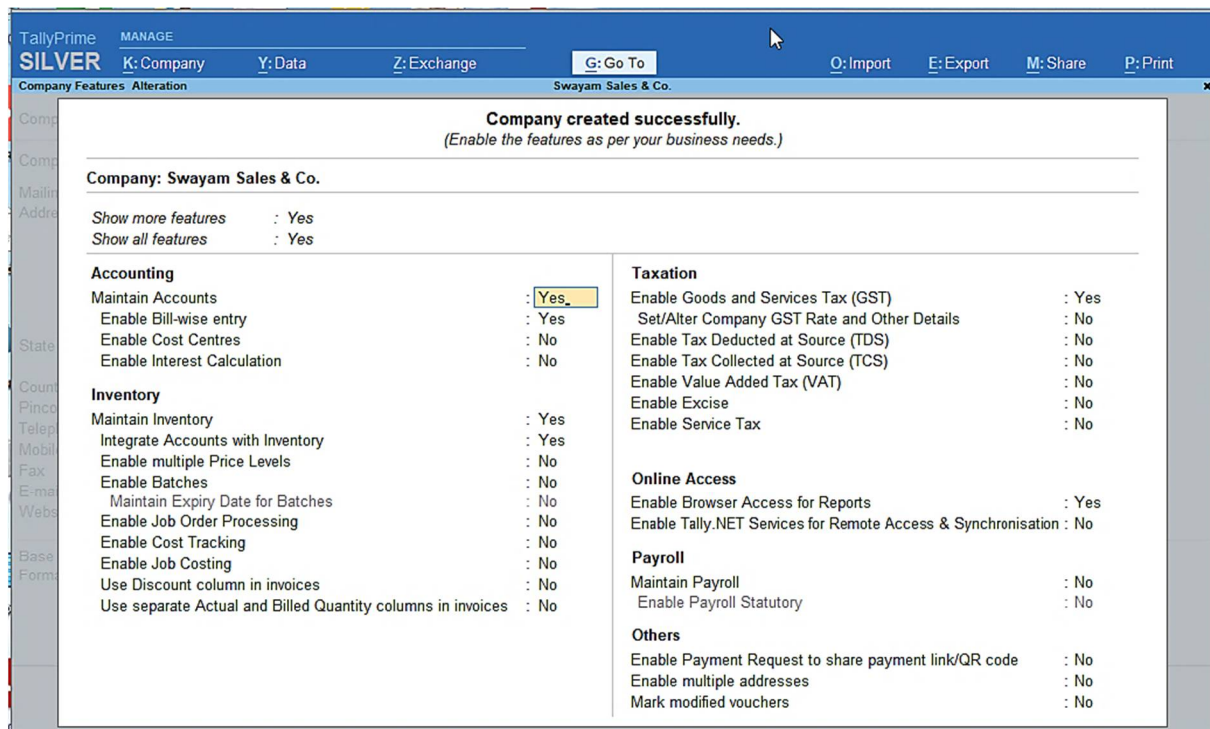 TallyPrime
SILVER
MANAGE
K: Company Y: Data Z: Exchange G: Go To O: Import E: Export M: Share P: Print
Company Features Alteration Swayam Sales & Co. x
Company created successfully.
(Enable the features as per your business needs.)
Company: Swayam Sales & Co.
Show more features : Yes
Show all features : Yes
Accounting
Maintain Accounts : Yes
Enable Bill-wise entry : Yes
Enable Cost Centres : No
Enable Interest Calculation : No
Inventory
Maintain Inventory : Yes
Integrate Accounts with Inventory : Yes
Enable multiple Price Levels : No
Enable Batches : No
Maintain Expiry Date for Batches : No
Enable Job Order Processing : No
Enable Cost Tracking : No
Enable Job Costing : No
Use Discount column in invoices : No
Use separate Actual and Billed Quantity columns in invoices : No
Taxation
Enable Goods and Services Tax (GST) : Yes
Set/Alter Company GST Rate and Other Details : No
Enable Tax Deducted at Source (TDS) : No
Enable Tax Collected at Source (TCS) : No
Enable Value Added Tax (VAT) : No
Enable Excise : No
Enable Service Tax : No
Online Access
Enable Browser Access for Reports : Yes
Enable Tally.NET Services for Remote Access & Synchronisation : No
Payroll
Maintain Payroll : No
Enable Payroll Statutory : No
Others
Enable Payment Request to share payment link/QR code : No
Enable multiple addresses : No
Mark modified vouchers : No
State
Fax
Base